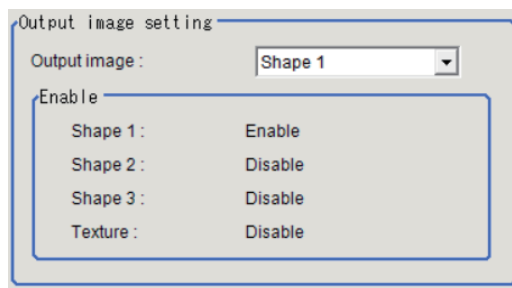 Output image setting
Output image : Shape 1
Enable
Shape 1 : Enable
Shape 2 : Disable
Shape 3 : Disable
Texture : Disable